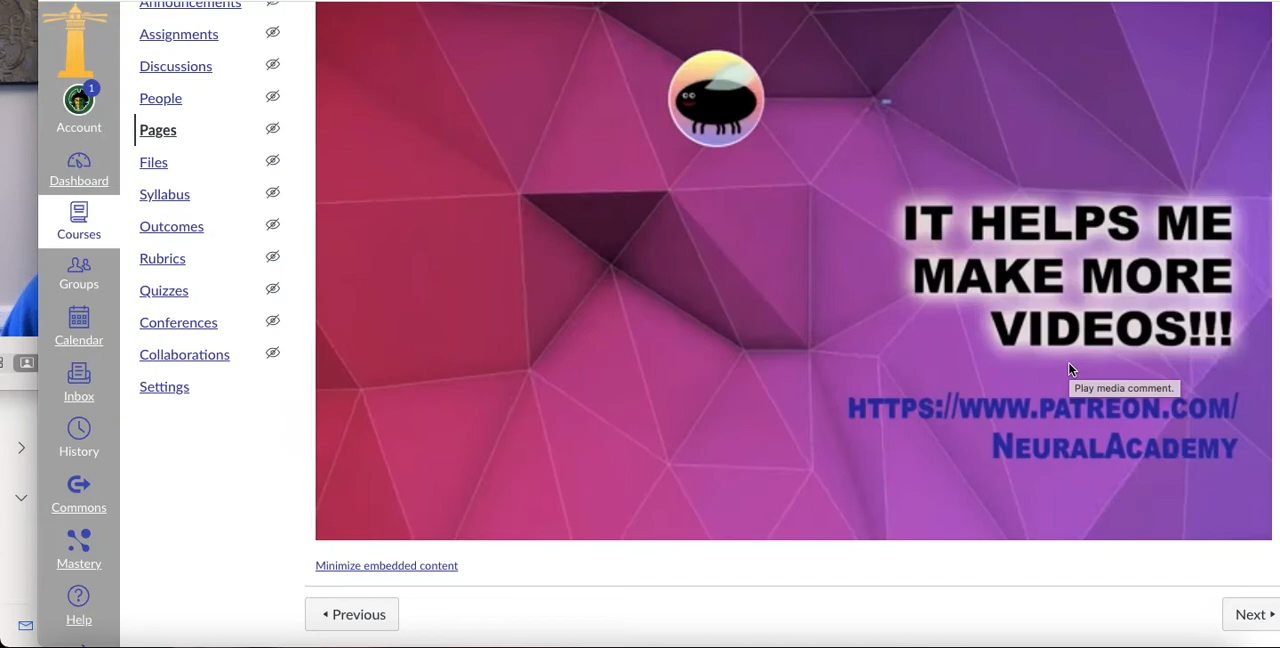 Announcements
Assignments
Discussions
People
Pages
Files
Syllabus
Outcomes
Rubrics
Quizzes
Conferences
Collaborations
Settings
1
Account
Dashboard
Courses
Groups
Calendar
Inbox
History
Commons
Mastery
Help
IT HELPS ME
MAKE MORE
VIDEOS!!!
Play media comment.
HTTPS://WWW.PATREON.COM/
NEURALACADEMY
Minimize embedded content
Previous
Next